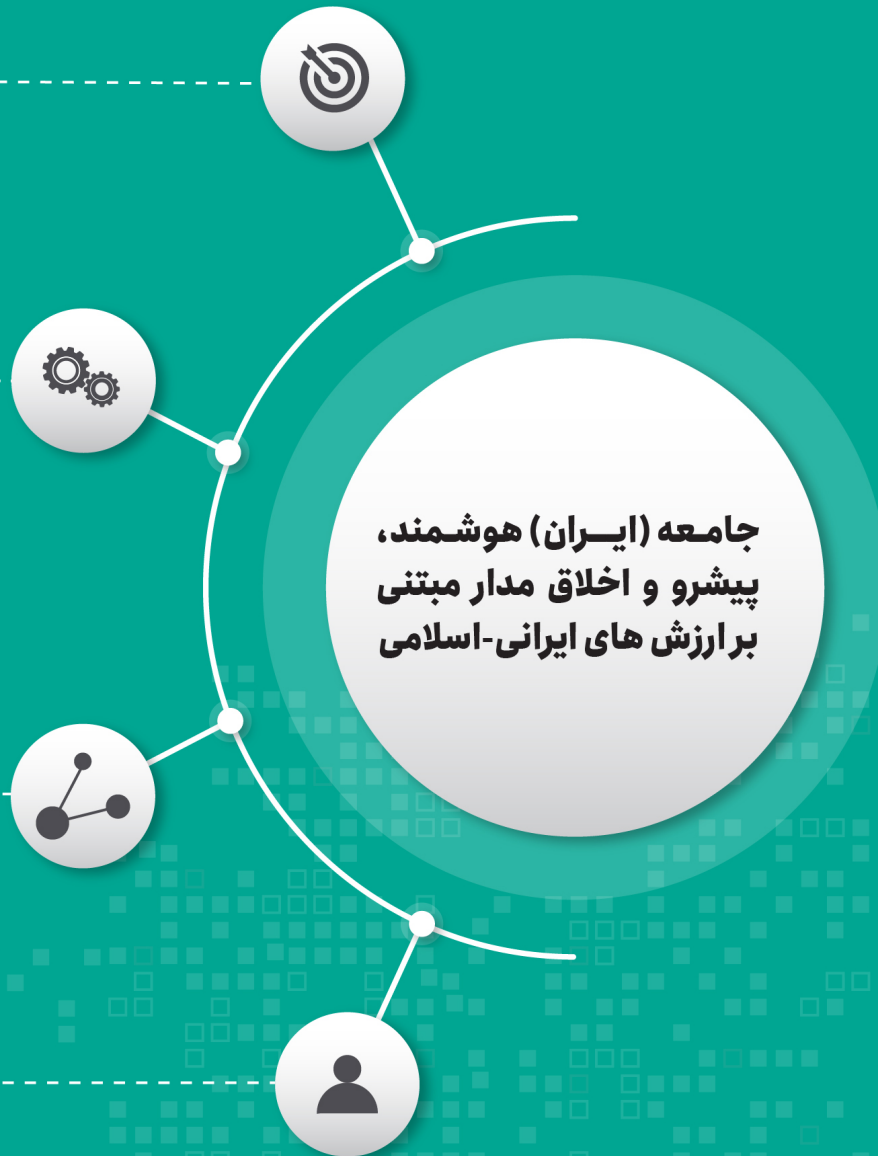 جامعه (ایران) هوشمند،
پیشرو و اخلاق مدار مبتنی
بر ارزش های ایرانی-اسلامی